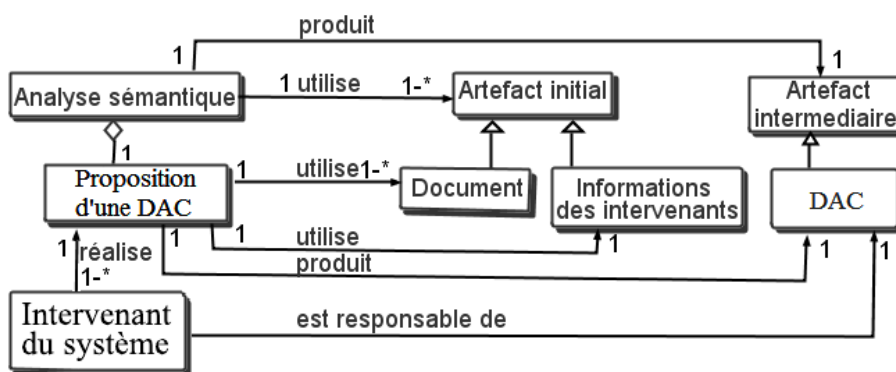 produit
1
1
Analyse sémantique
1 utilise
1-*
Artefact initial
Artefact
intermediaire
1
Proposition
d'une DAC
1
utilise1-*
Document
Informations
des intervenants
DAC
1
réalise
1-*
1
1
utilise
1
produit
1
1
Intervenant
du système
est responsable de